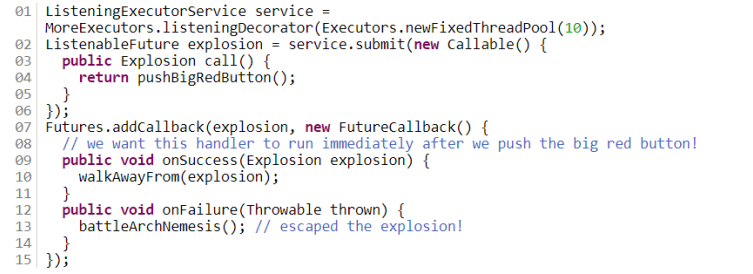 01 ListeningExecutorService service =
MoreExecutors.listeningDecorator(Executors.newFixedThreadPool(10));
02 ListenableFuture explosion = service.submit(new Callable() {
03   public Explosion call() {
04     return pushBigRedButton();
05   }
06 });
07 Futures.addCallback(explosion, new FutureCallback() {
08   // we want this handler to run immediately after we push the big red button!
09   public void onSuccess(Explosion explosion) {
10     walkAwayFrom(explosion);
11   }
12   public void onFailure(Throwable thrown) {
13     battleArchNemesis(); // escaped the explosion!
14   }
15 });